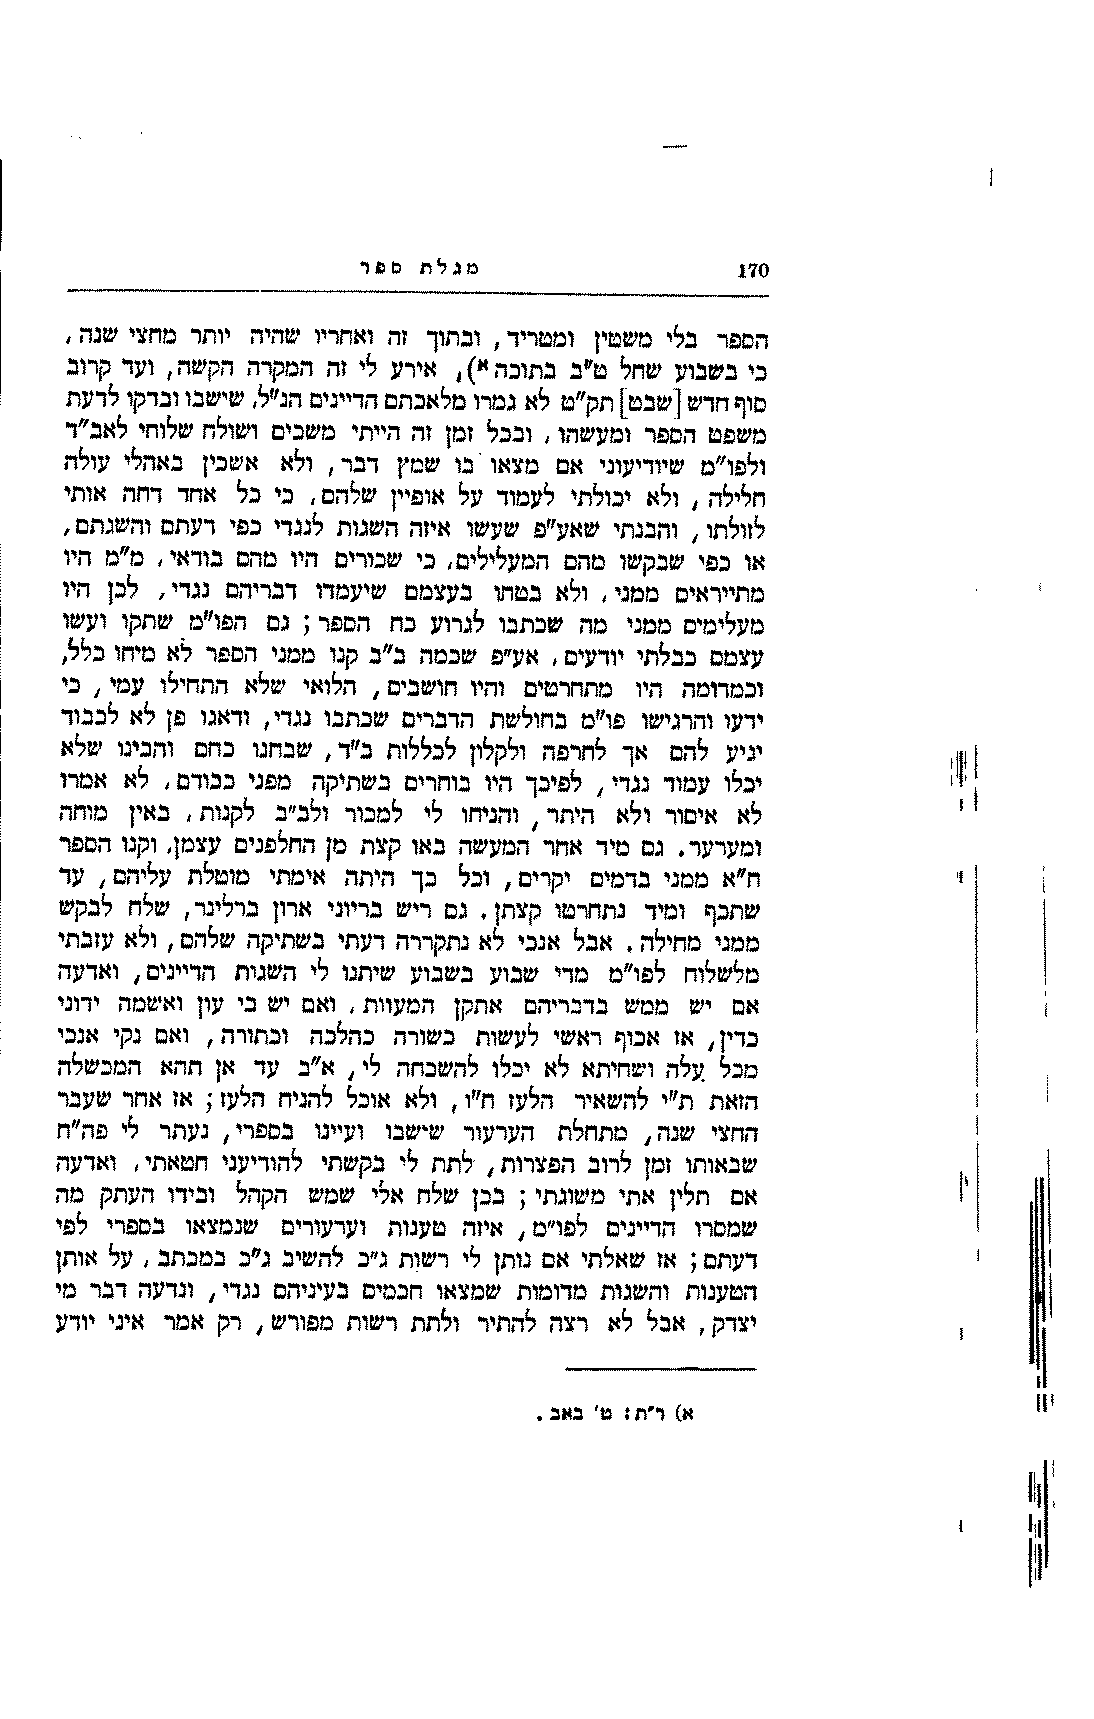 170
מגלת ספר
הספר בלי משטין ומטריד, ובתוך זה ואחריו שהיה יותר מחצי שנה,
כי בשבוע שחל ט"ב בתוכהא), אירע לי זה המקרה הקשה, ועד קרוב
סוף חדש [שבט] תק"ט לא גמרו מלאכתם הדיינים הנ"ל, שישבו ובדקו לדעת
משפט הספר ומעשהו, ובכל זמן זה הייתי משכים ושולח שלוחי לאב"ד
ולפו"מ שיודיעוני אם מצאו בו שמץ דבר, ולא אשכין באהלי עולה
חלילה, ולא יכולתי לעמוד על אופיין שלהם, כי כל אחד דחה אותי
לזולתו, והבנתי שאע"פ שעשו איזה השגות לנגדי כפי דעתם והשגתם,
או כפי שבקשו מהם המעלילים, כי שכורים היו מהם בודאי, מ"מ היו
מתייראים ממני, ולא בטחו בעצמם שיעמדו דבריהם נגדי, לכן היו
מעלימים ממני מה שכתבו לגרוע כח הספר; גם הפו"מ שתקו ועשו
עצמם כבלתי יודעים, אע"פ שכמה ב"ב קנו ממני הספר לא מיחו כלל,
וכמדומה היו מתחרטים והיו חושבים, הלואי שלא התחילו עמי, כי
ידעו והרגישו פו"מ בחולשת הדברים שכתבו נגדי, ודאגו פן לא לכבוד
יגיע להם אך לחרפה ולקלון לכללות ב"ד, שבחנו כחם והבינו שלא
יכלו עמוד נגדי, לפיכך היו בוחרים בשתיקה מפני כבודם, לא אמרו
לא איסור ולא היתר, והניחו לי למכור ולב"ב לקנות, באין מוחה
ומערער. גם מיד אחר המעשה באו קצת מן החלפנים עצמן, וקנו הספר
ח"א ממני בדמים יקרים, וכל כך היתה אימתי מוטלת עליהם, עד
שתכף ומיד נתחרטו קצתן. גם ריש בריוני ארון ברלינר, שלח לבקש
ממני מחילה. אבל אנכי לא נתקררה דעתי בשתיקה שלהם, ולא עזבתי
מלשלוח לפו"מ מדי שבוע בשבוע שיתנו לי השגות הדיינים, ואדעה
אם יש ממש בדבריהם אתקן המעוות, ואם יש בי עון ואשמה ידוני
כדין, אז אכוף ראשי לעשות כשורה כהלכה וכתורה, ואם נקי אנכי
מכל עלה ושחיתא לא יכלו להשכחה לי, א"כ עד אן תהא המכשלה
הזאת ת"י להשאיר הלעז ח"ו, ולא אוכל להניח הלעז; אז אחר שעבר
החצי שנה, מתחלת הערעור שישבו ועיינו בספרי, נעתר לי פה"ח
שבאותו זמן לרוב הפצרות, לתת לי בקשתי להודיעני חטאתי, ואדעה
אם תלין אתי משוגתי; בכן שלח אלי שמש הקהל ובידו העתק מה
שמסרו הדיינים לפו"מ, איזה טענות וערעורים שנמצאו בספרי לפי
דעתם; אז שאלתי אם נותן לי רשות ג"כ להשיב ג"כ במכתב, על אותן
הטענות והשגות מדומות שמצאו חכמים בעיניהם נגדי, ונדעה דבר מי
יצדק, אבל לא רצה להתיר ולתת רשות מפורש, רק אמר איני יודע
א) ר"ת: ט' באב.